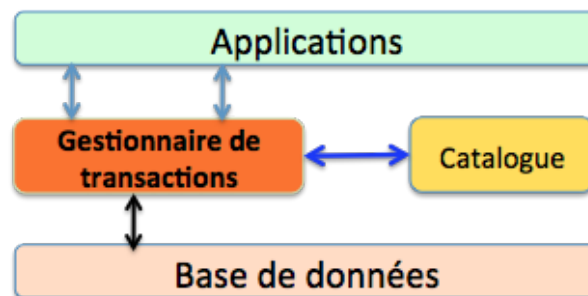 Applications
Gestionnaire de
transactions
Catalogue
Base de données